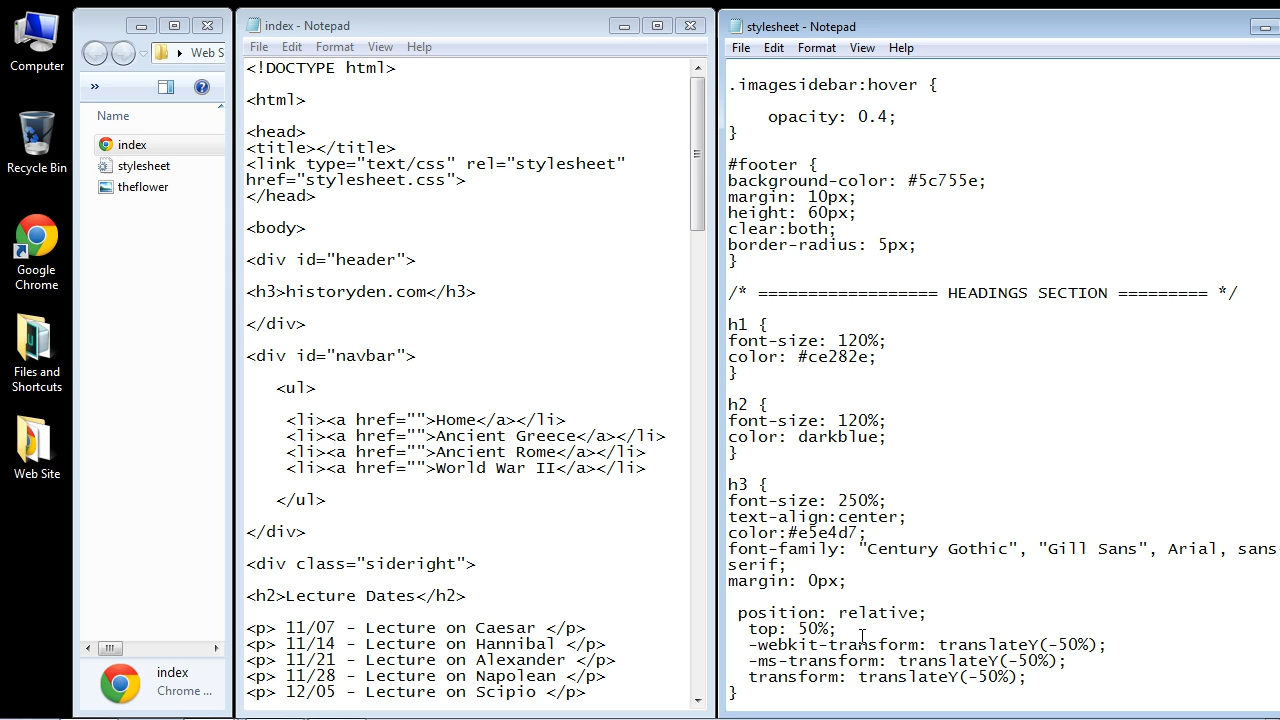 Computer
Recycle Bin
Google
Chrome
Files and
Shortcuts
Web Site
Web S
»
Name
index
stylesheet
theflower
index
Chrome ...
index - Notepad
File Edit Format View Help
<!DOCTYPE html>
<html>
<head>
<title></title>
<link type="text/css" rel="stylesheet"
href="stylesheet.css">
</head>
<body>
<div id="header">
<h3>historyden.com</h3>
</div>
<div id="navbar">
<ul>
<li><a href="">Home</a></li>
<li><a href="">Ancient Greece</a></li>
<li><a href="">Ancient Rome</a></li>
<li><a href="">World War II</a></li>
</ul>
</div>
<div class="sideright">
<h2>Lecture Dates</h2>
<p> 11/07 - Lecture on Caesar </p>
<p> 11/14 - Lecture on Hannibal </p>
<p> 11/21 - Lecture on Alexander </p>
<p> 11/28 - Lecture on Napolean </p>
<p> 12/05 - Lecture on Scipio </p>
stylesheet - Notepad
File Edit Format View Help
.imagesidebar:hover {
opacity: 0.4;
}
#footer {
background-color: #5c755e;
margin: 10px;
height: 60px;
clear:both;
border-radius: 5px;
}
/* ================== HEADINGS SECTION ========= */
h1 {
font-size: 120%;
color: #ce282e;
}
h2 {
font-size: 120%;
color: darkblue;
}
h3 {
font-size: 250%;
text-align:center;
color:#e5e4d7;
font-family: "Century Gothic", "Gill Sans", Arial, sans
serif;
margin: 0px;
position: relative;
top: 50%;
-webkit-transform: translateY(-50%);
-ms-transform: translateY(-50%);
transform: translateY(-50%);
}